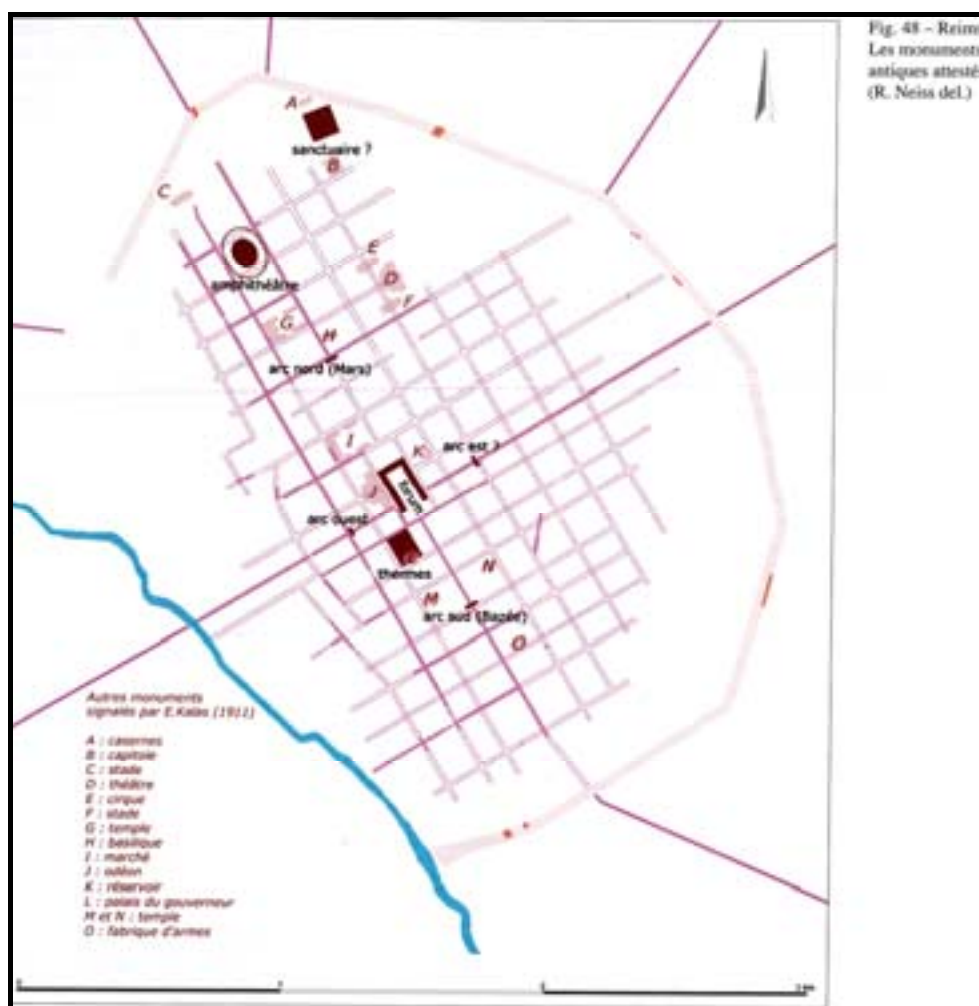 Fig. 48 – Reims
Les monuments
antiques attesté
(R. Neiss del.)
A
sanctuaire ?
B
C
amphithéâtre
E
D
F
G
H
arc nord (Mars)
I
K
arc est ?
J
forum
arc ouest
thermes
N
M
arc sud (Bazée)
O
Autres monuments
signalés par E.Kalas (1911)
A : casernes
B : capitole
C : stade
D : théâtre
E : cirque
F : stade
G : temple
H : basilique
I : marché
J : odéon
K : réservoir
L : palais du gouverneur
M et N : temple
O : fabrique d'armes